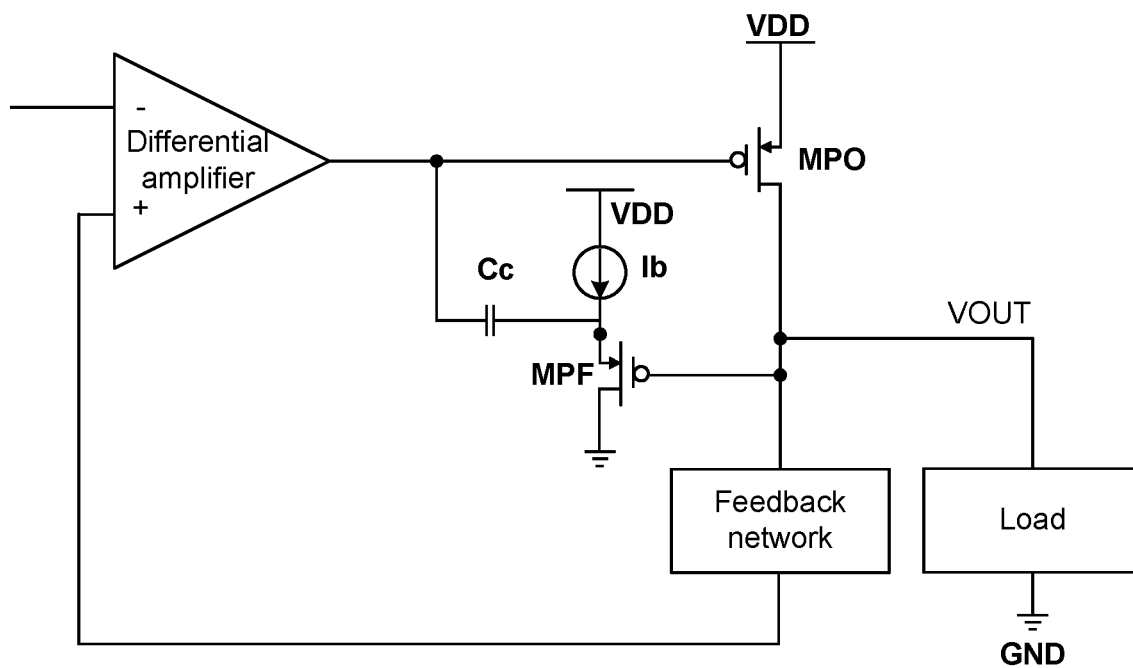 VDD
-
Differential
amplifier
+
MPO
VDD
Cc
Ib
VOUT
MPF
Feedback
network
Load
GND